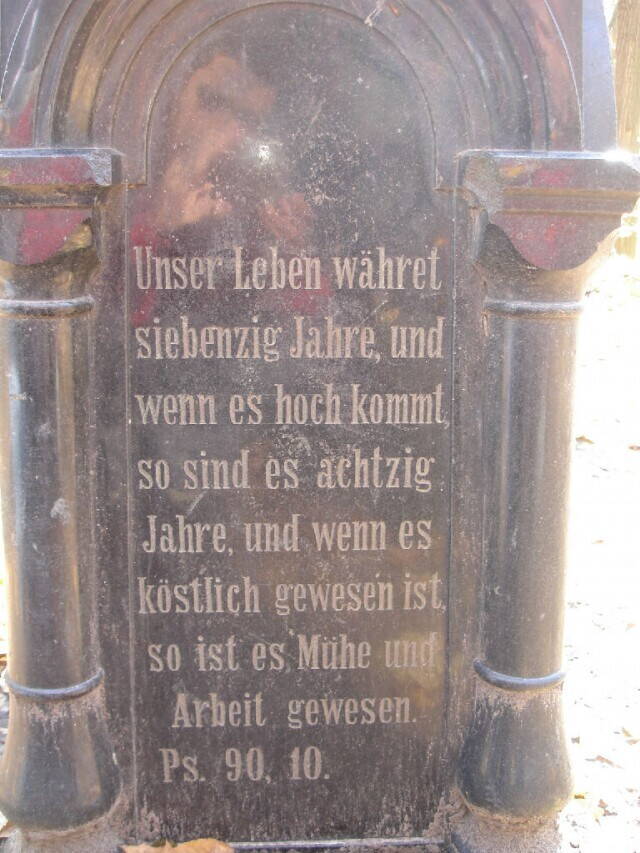 Unser Leben währet
siebenzig Jahre, und
wenn es hoch kommt,
so sind es achtzig
Jahre, und wenn es
köstlich gewesen ist,
so ist es Mühe und
Arbeit gewesen.
Ps. 90, 10.